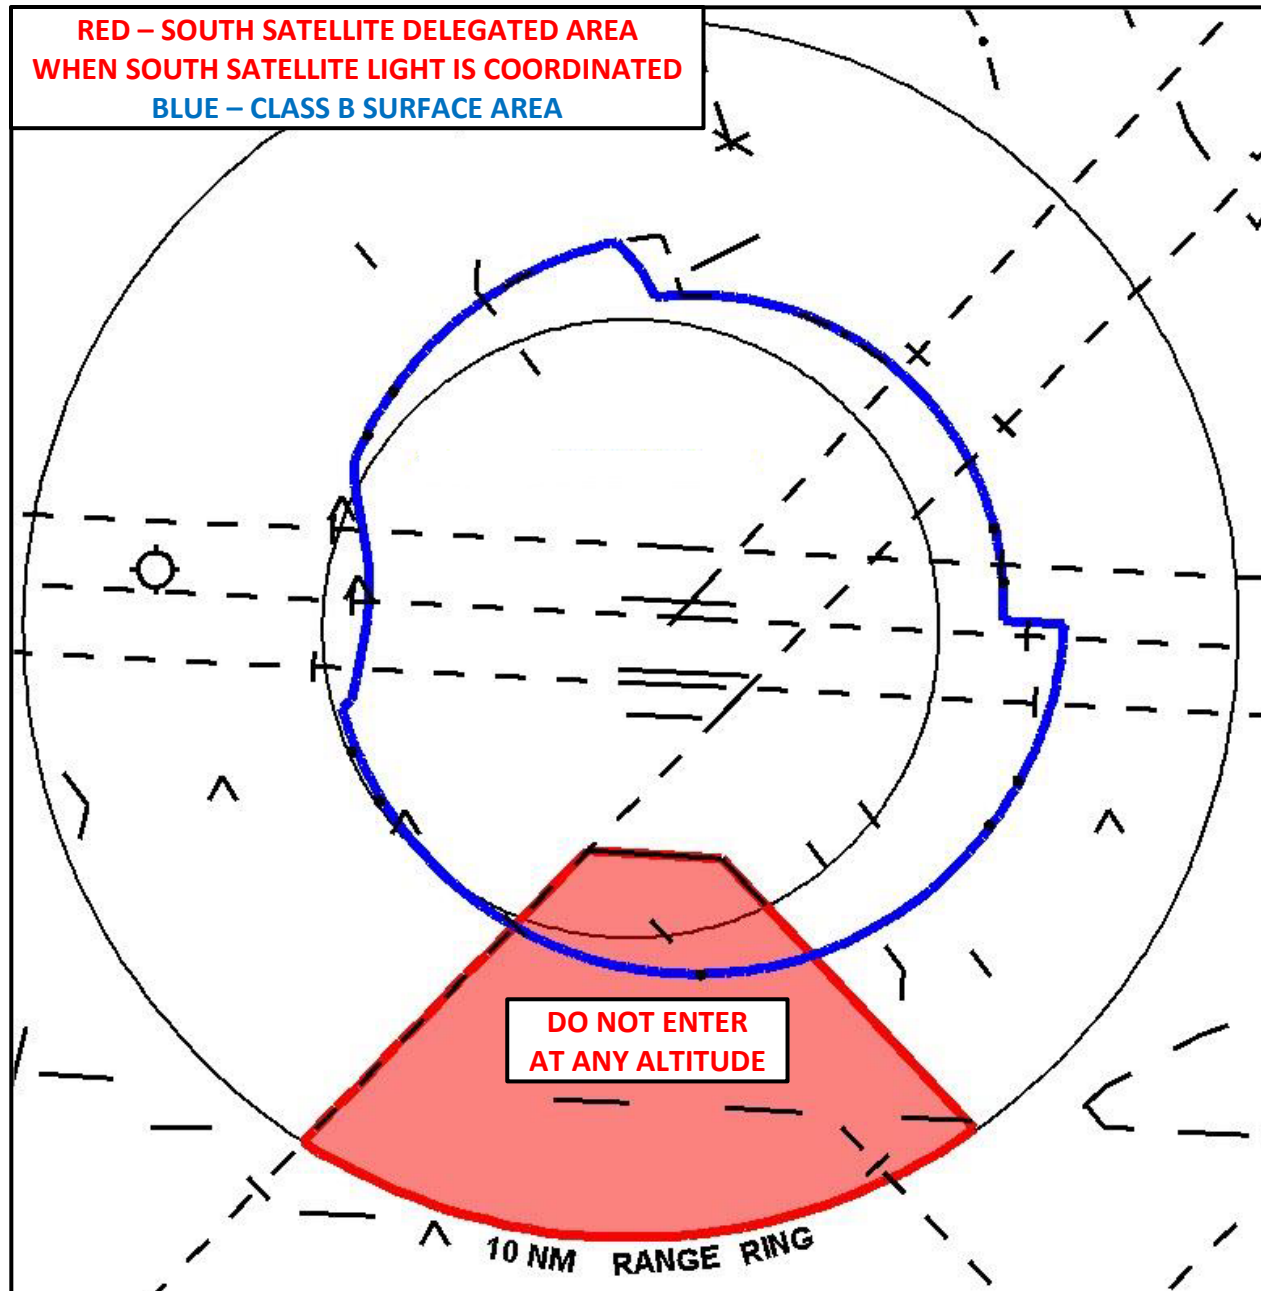 RED – SOUTH SATELLITE DELEGATED AREA
WHEN SOUTH SATELLITE LIGHT IS COORDINATED
BLUE – CLASS B SURFACE AREA
DO NOT ENTER
AT ANY ALTITUDE
10 NM RANGE RING